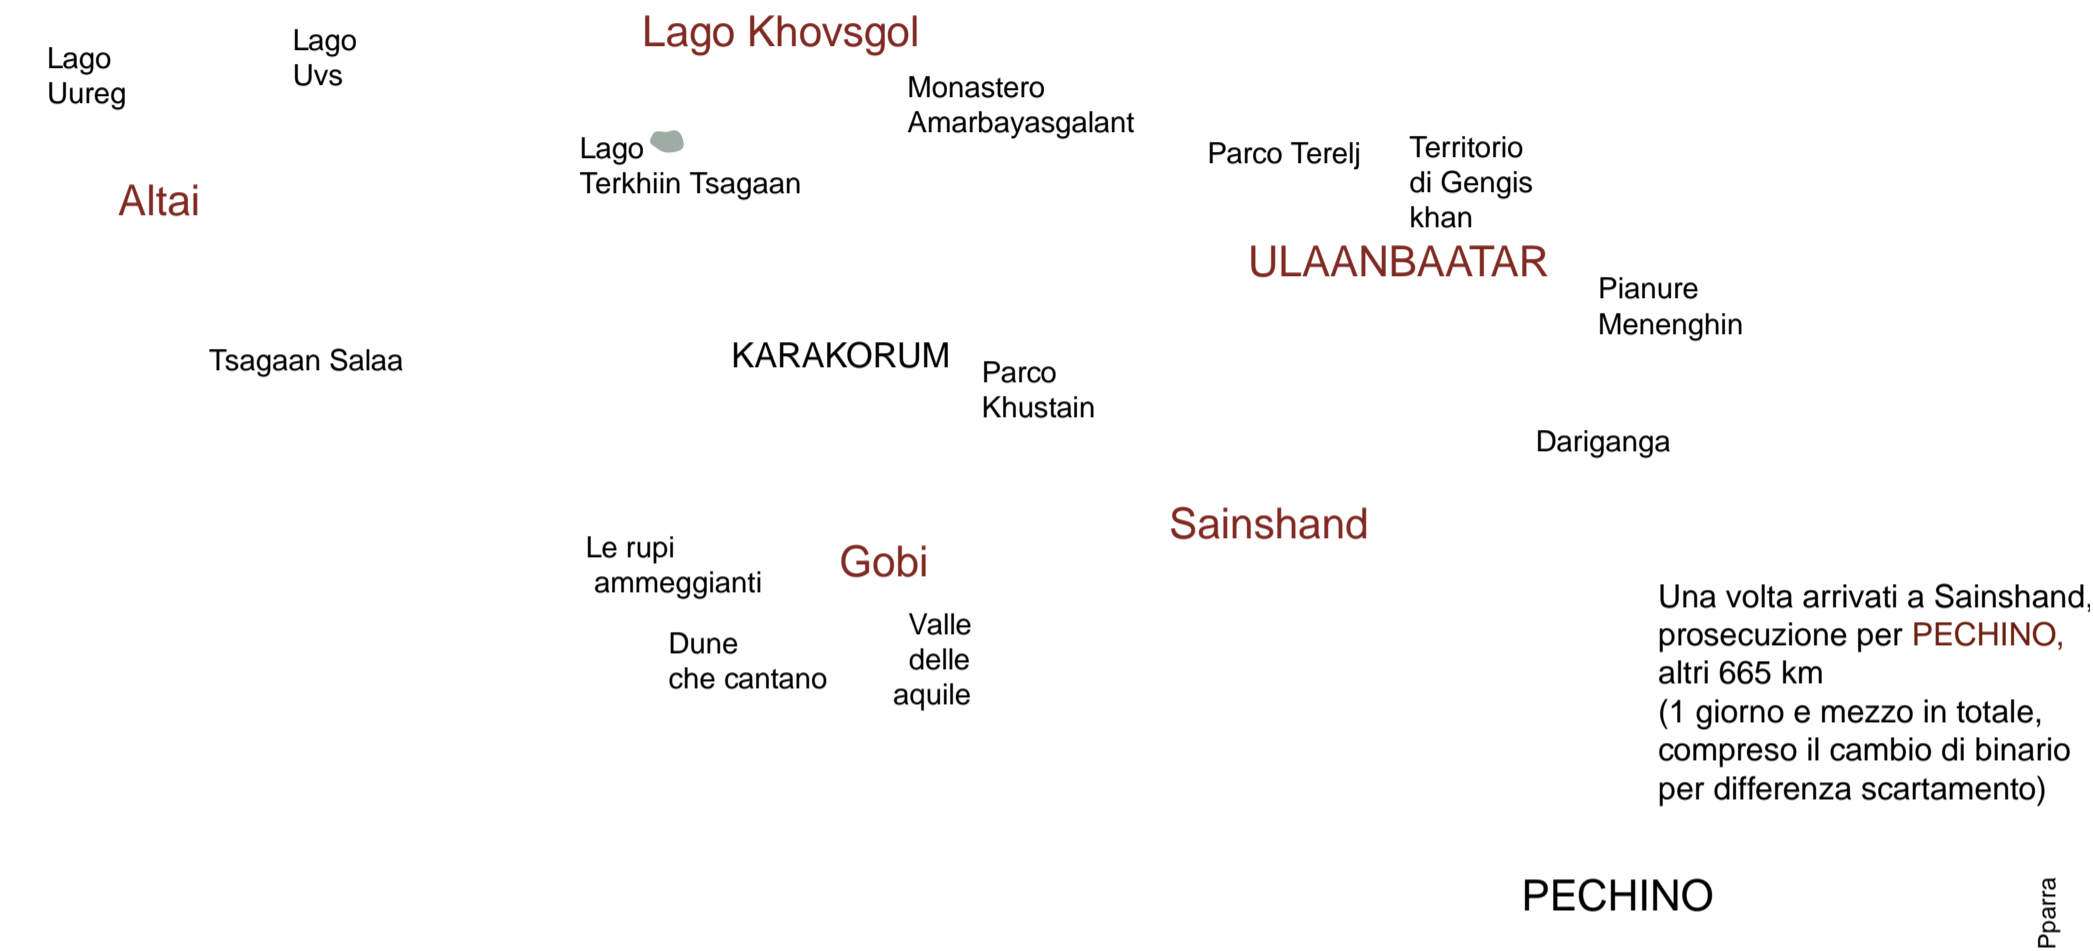 Lago Khovsgol
Lago
Uvs
Lago
Uureg
Monastero
Amarbayasgalant
Lago
Terkhiin Tsagaan
Parco Terelj
Territorio
di Gengis
khan
Altai
ULAANBAATAR
Pianure
Menenghin
Tsagaan Salaa
KARAKORUM
Parco
Khustain
Dariganga
Sainshand
Le rupi
ammeggianti
Gobi
Dune
che cantano
Valle
delle
aquile
Una volta arrivati a Sainshand,
prosecuzione per PECHINO,
altri 665 km
(1 giorno e mezzo in totale,
compreso il cambio di binario
per differenza scartamento)
PECHINO
Pparra